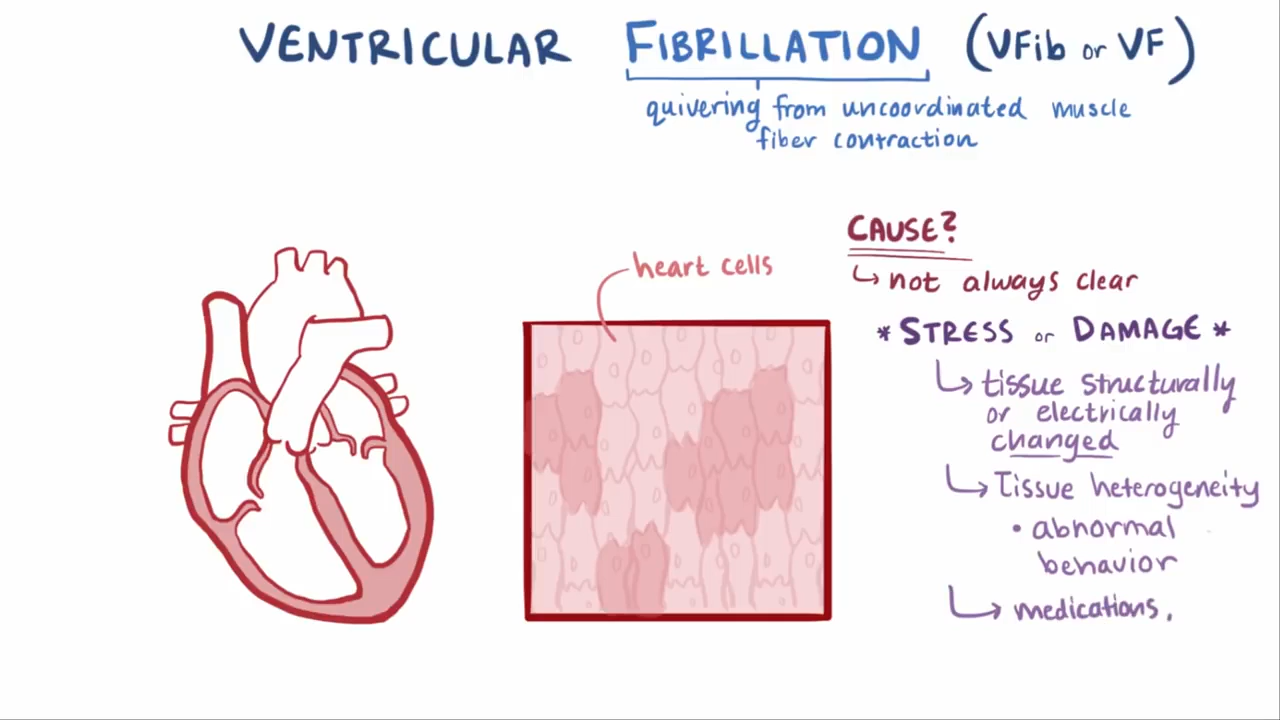 VENTRICULAR FIBRILLATION (VFib or VF)
quivering from uncoordinated muscle
fiber contraction
CAUSE?
↳ not always clear
heart cells
* STRESS or DAMAGE *
↳ tissue structurally
or electrically
changed
↳ Tissue heterogeneity
• abnormal
behavior
↳ medications,